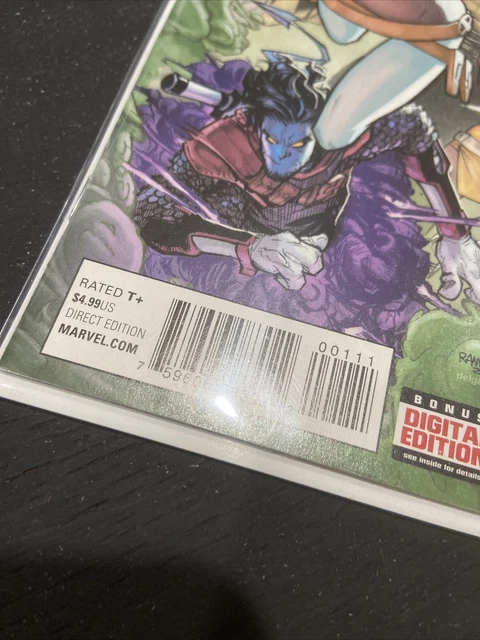 RATED T+
$4.99US
DIRECT EDITION
MARVEL.COM
00111
BONUS
DIGITAL
EDITION
see inside for details